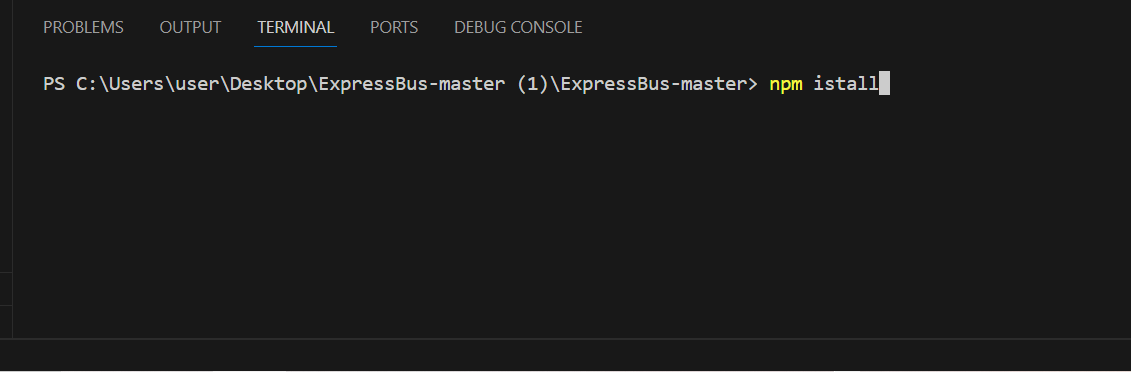 PROBLEMS OUTPUT TERMINAL PORTS DEBUG CONSOLE
PS C:\Users\user\Desktop\ExpressBus-master (1)\ExpressBus-master> npm istall